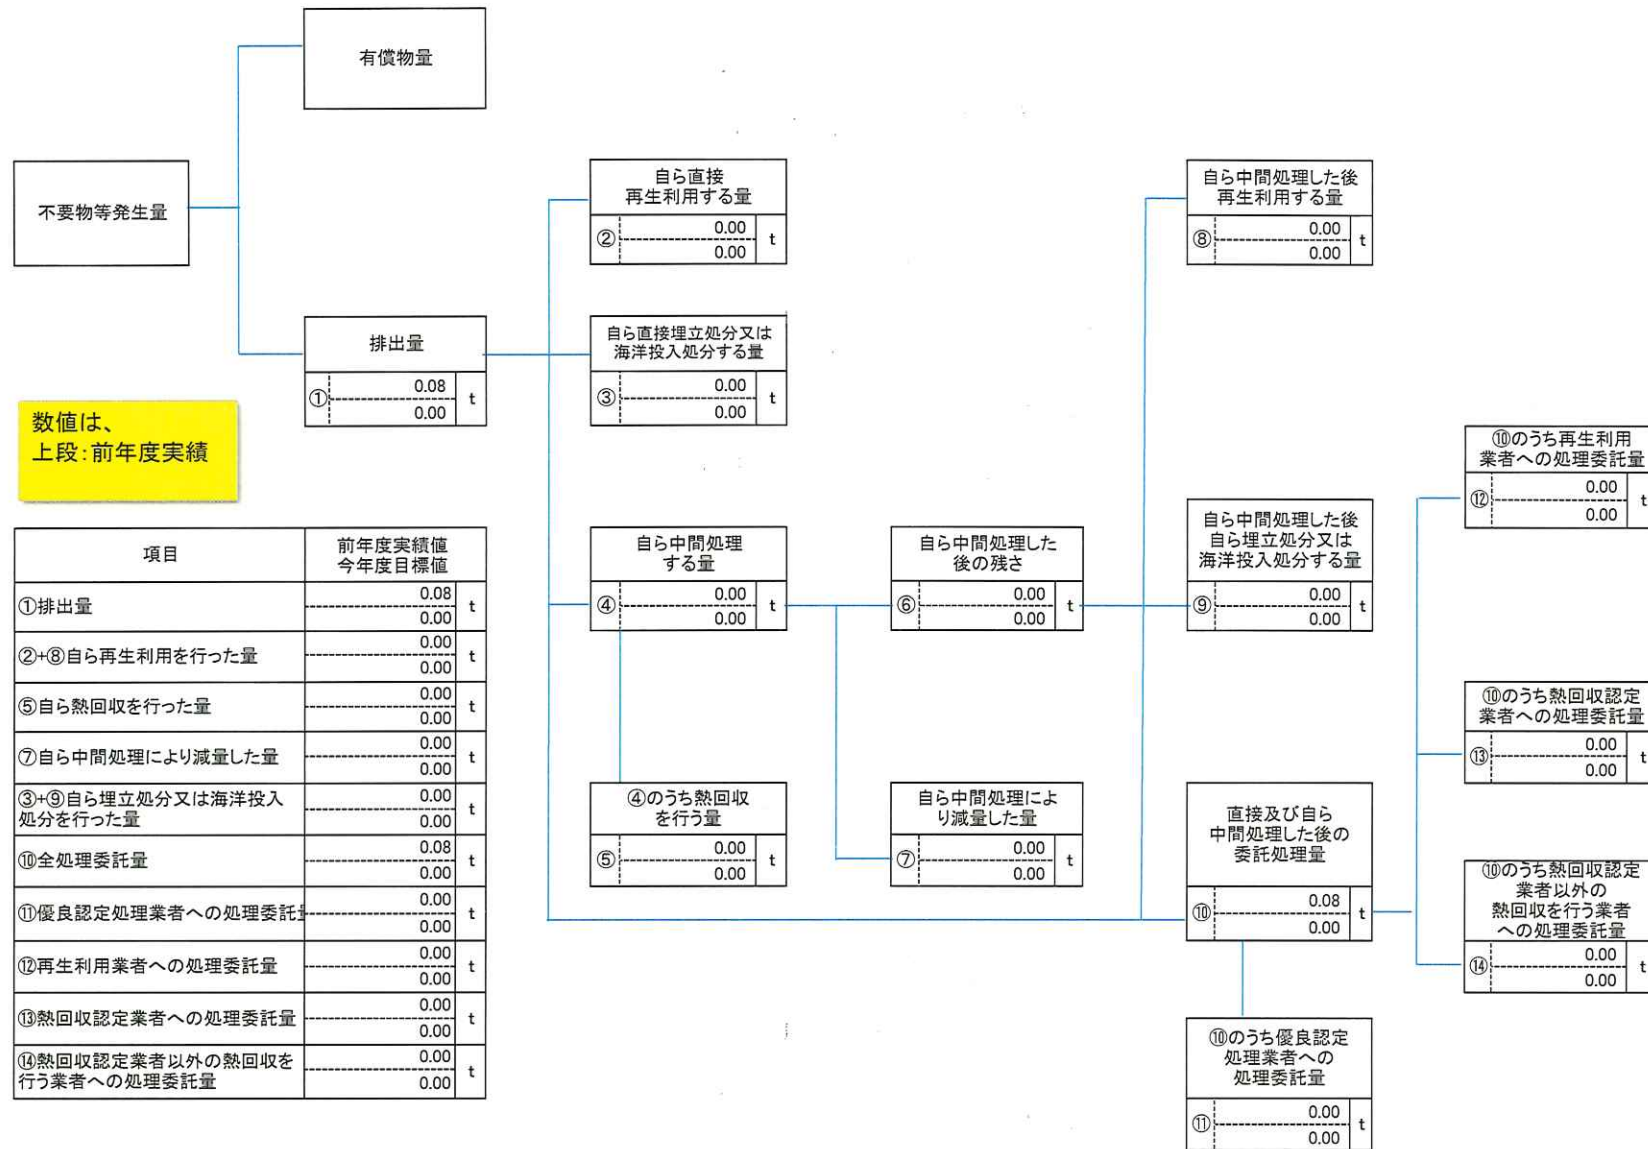 有償物量
不要物等発生量
排出量
① 0.08 t
0.00
数値は、
上段:前年度実績
自ら直接
再生利用する量
② 0.00 t
0.00
自ら直接埋立処分又は
海洋投入処分する量
③ 0.00 t
0.00
自ら中間処理
する量
④ 0.00 t
0.00
④のうち熱回収
を行う量
⑤ 0.00 t
0.00
自ら中間処理した
後の残さ
⑥ 0.00 t
0.00
自ら中間処理によ
り減量した量
⑦ 0.00 t
0.00
自ら中間処理した後
再生利用する量
⑧ 0.00 t
0.00
自ら中間処理した後
自ら埋立処分又は
海洋投入処分する量
⑨ 0.00 t
0.00
直接及び自ら
中間処理した後の
委託処理量
⑩ 0.08 t
0.00
⑩のうち優良認定
処理業者への
処理委託量
⑪ 0.00 t
0.00
⑩のうち再生利用
業者への処理委託量
⑫ 0.00 t
0.00
⑩のうち熱回収認定
業者への処理委託量
⑬ 0.00 t
0.00
⑩のうち熱回収認定
業者以外の
熱回収を行う業者
への処理委託量
⑭ 0.00 t
0.00
項目 前年度実績値
今年度目標値
①排出量 0.08 t
0.00
②+⑧自ら再生利用を行った量 0.00 t
0.00
⑤自ら熱回収を行った量 0.00 t
0.00
⑦自ら中間処理により減量した量 0.00 t
0.00
③+⑨自ら埋立処分又は海洋投入
処分を行った量 0.00 t
0.00
⑩全処理委託量 0.08 t
0.00
⑪優良認定処理業者への処理委託 0.00 t
0.00
⑫再生利用業者への処理委託量 0.00 t
0.00
⑬熱回収認定業者への処理委託量 0.00 t
0.00
⑭熱回収認定業者以外の熱回収を
行う業者への処理委託量 0.00 t
0.00